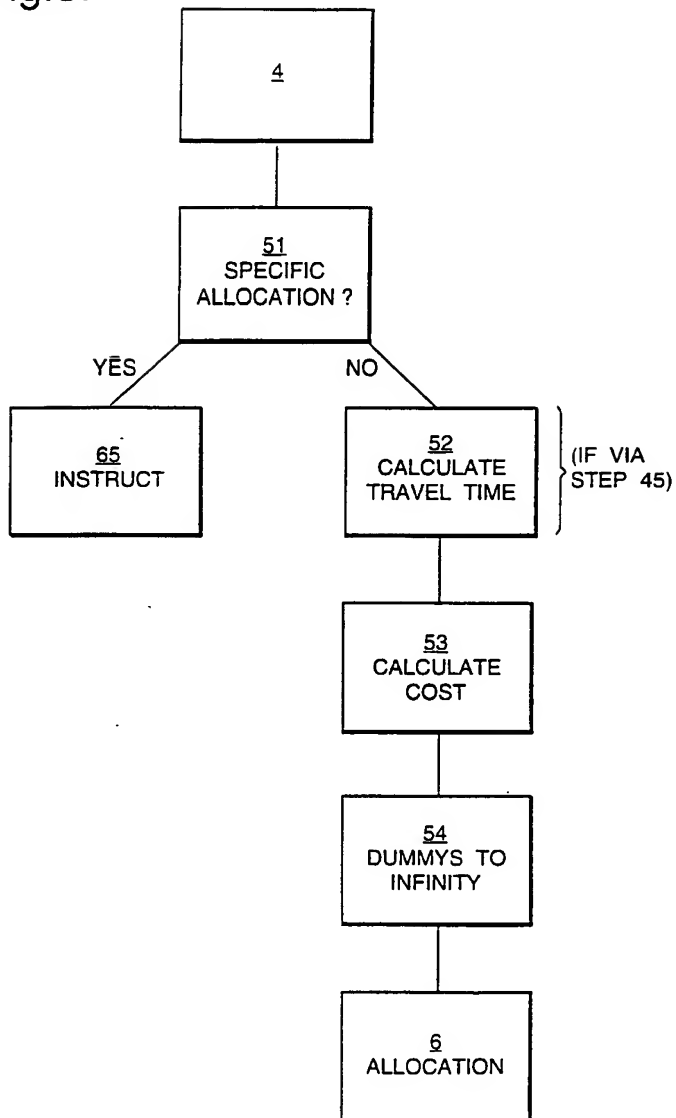 4
51
SPECIFIC
ALLOCATION ?
YES
NO
65
INSTRUCT
52
CALCULATE
TRAVEL TIME
(IF VIA
STEP 45)
53
CALCULATE
COST
54
DUMMYS TO
INFINITY
6
ALLOCATION